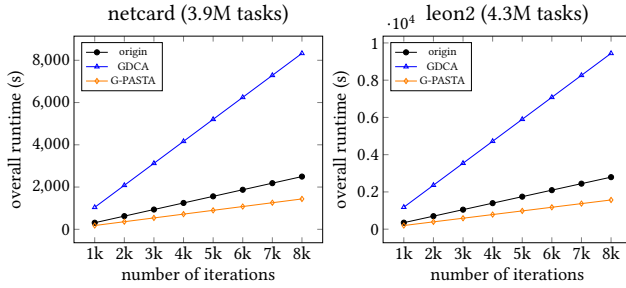 netcard (3.9M tasks)
overall runtime (s)
8,000
6,000
4,000
2,000
0
origin
GDCA
G-PASTA
1k 2k 3k 4k 5k 6k 7k 8k
number of iterations
leon2 (4.3M tasks)
·10⁴
overall runtime (s)
1
0.8
0.6
0.4
0.2
0
origin
GDCA
G-PASTA
1k 2k 3k 4k 5k 6k 7k 8k
number of iterations